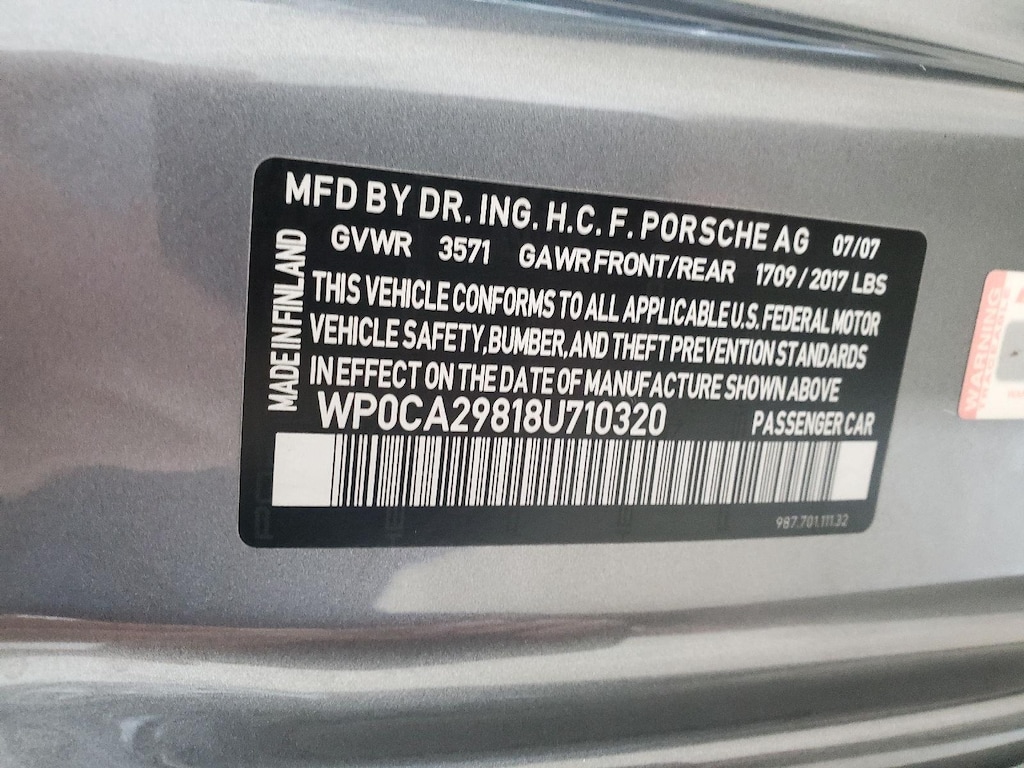 MFD BY DR. ING. H.C. F. PORSCHE AG 07/07
GVWR 3571 GAWR FRONT/REAR 1709 / 2017 LBS
MADE IN FINLAND
THIS VEHICLE CONFORMS TO ALL APPLICABLE U.S. FEDERAL MOTOR
VEHICLE SAFETY, BUMBER, AND THEFT PREVENTION STANDARDS
IN EFFECT ON THE DATE OF MANUFACTURE SHOWN ABOVE
WP0CA29818U710320 PASSENGER CAR
987.701.111.32
WARNING